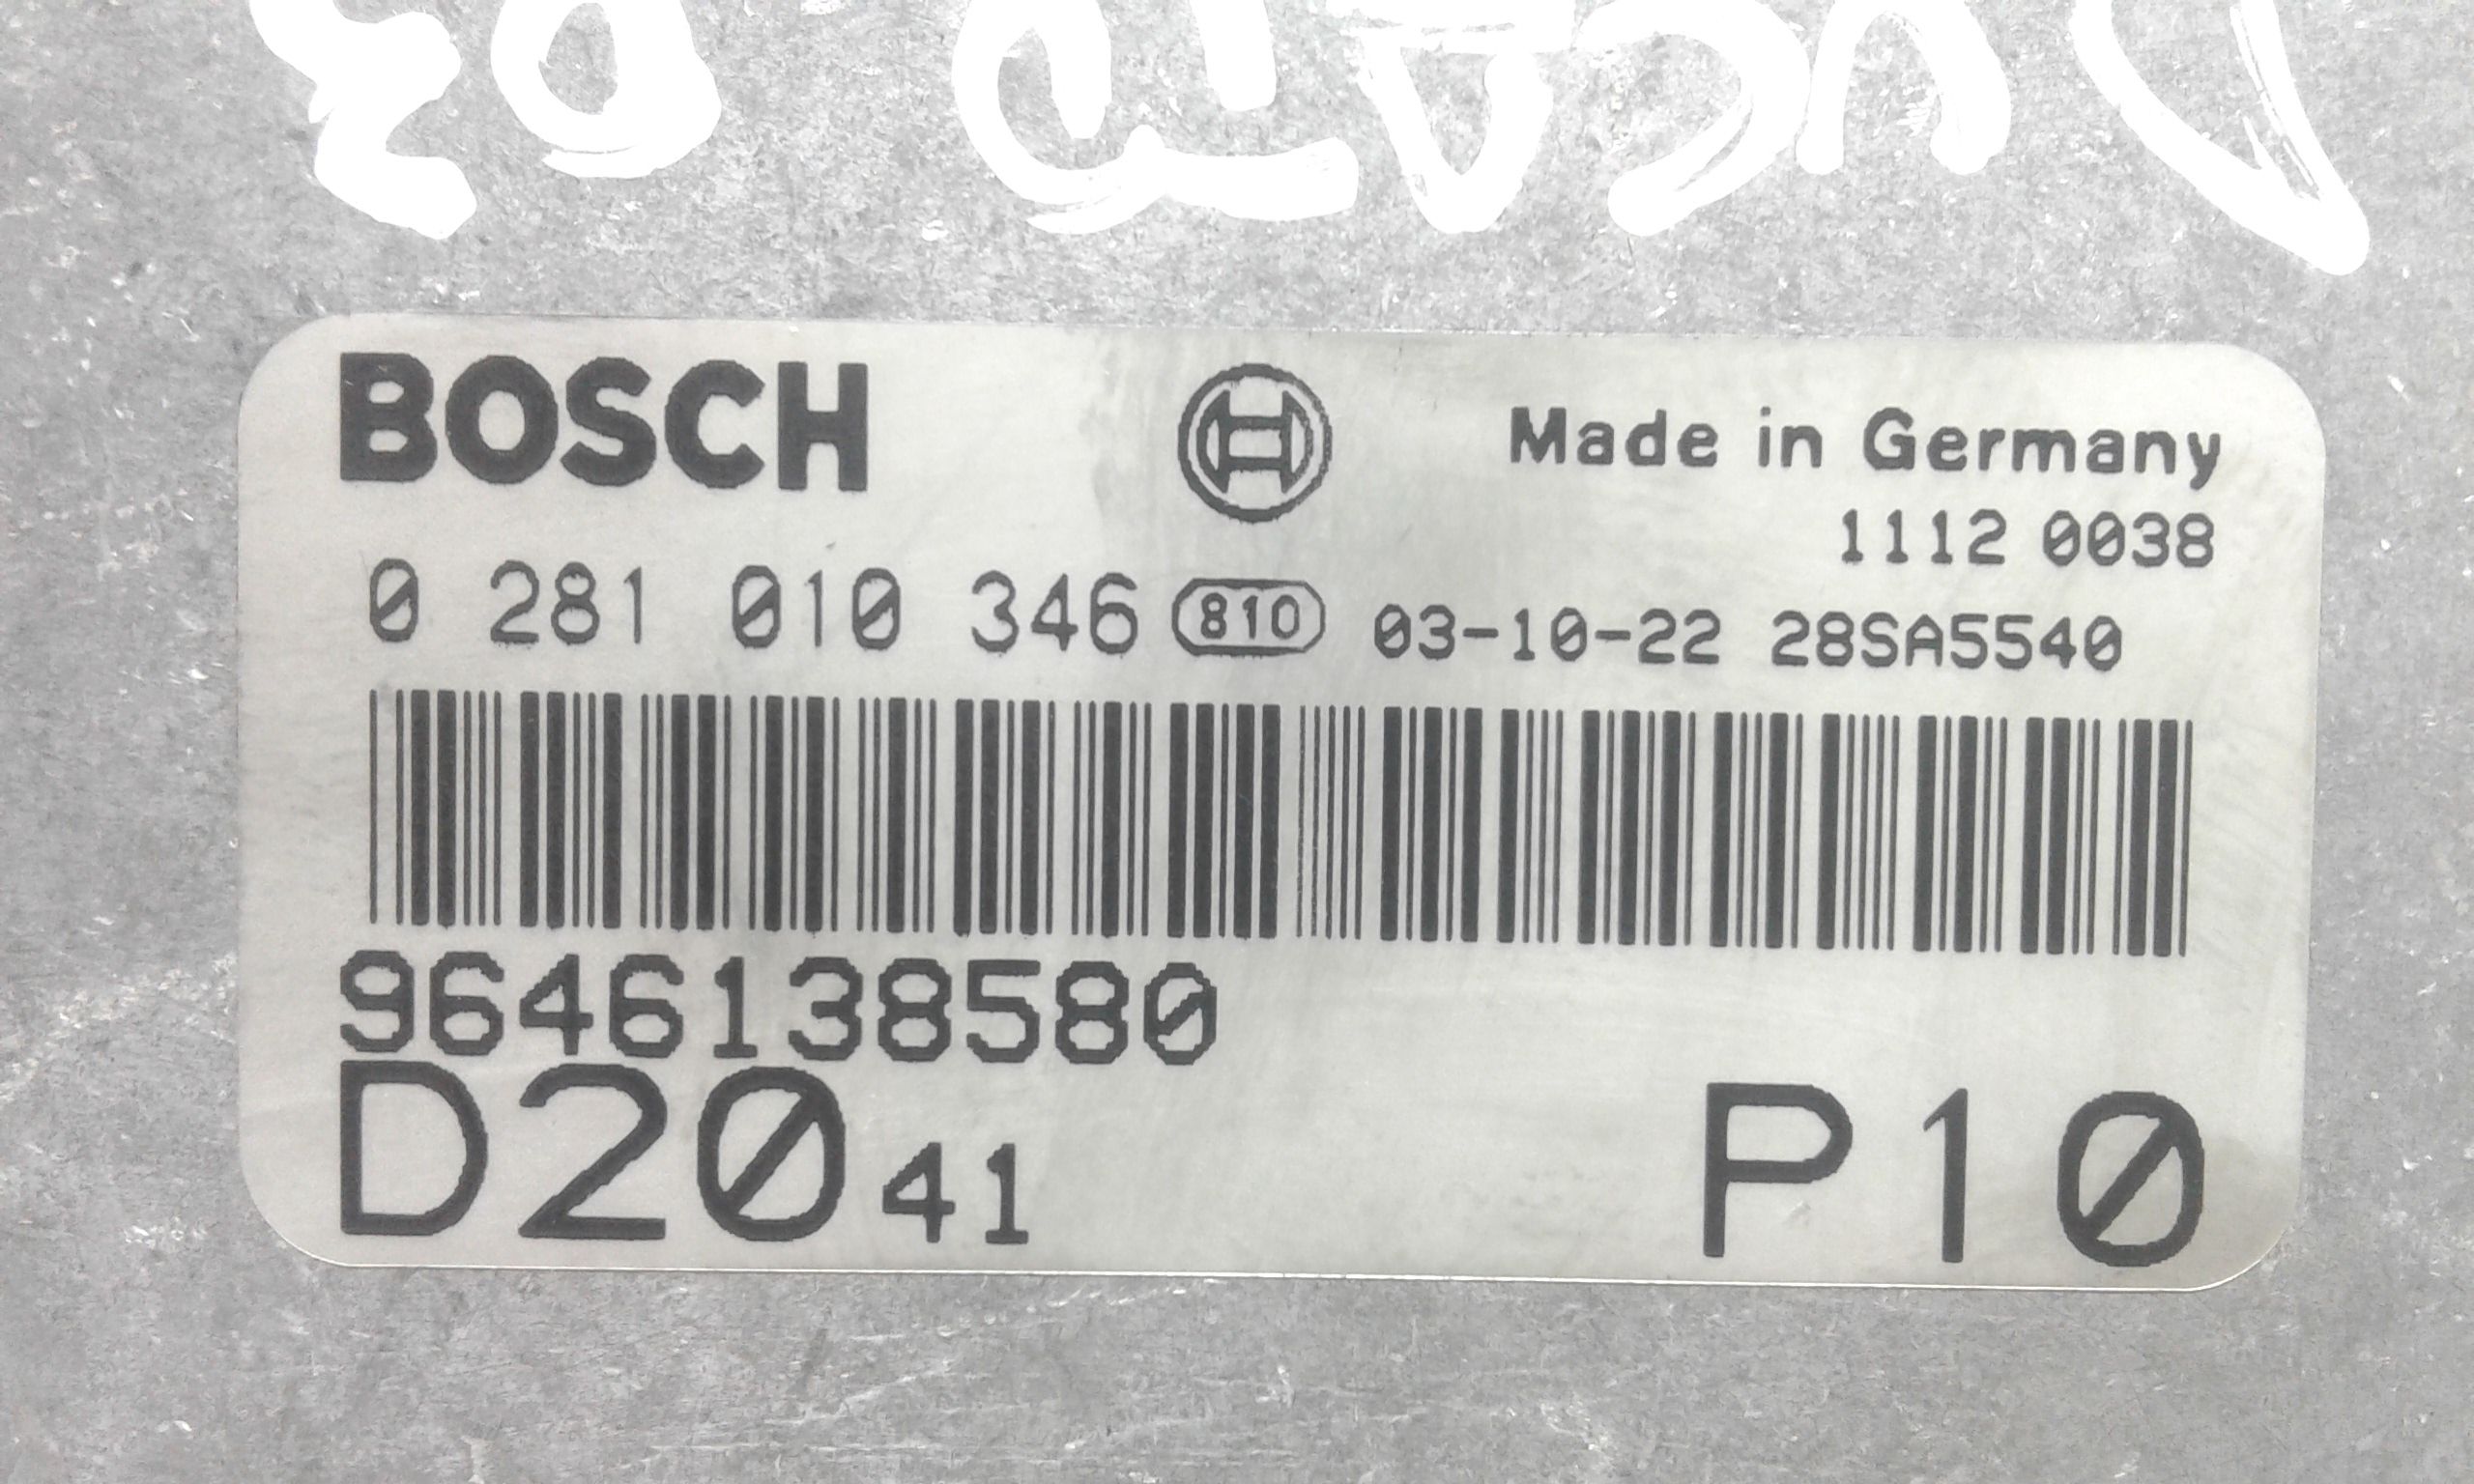 BOSCH
Made in Germany
1112 0038
0 281 010 346 810 03-10-22 28SA5540
9646138580
D20 41 P10